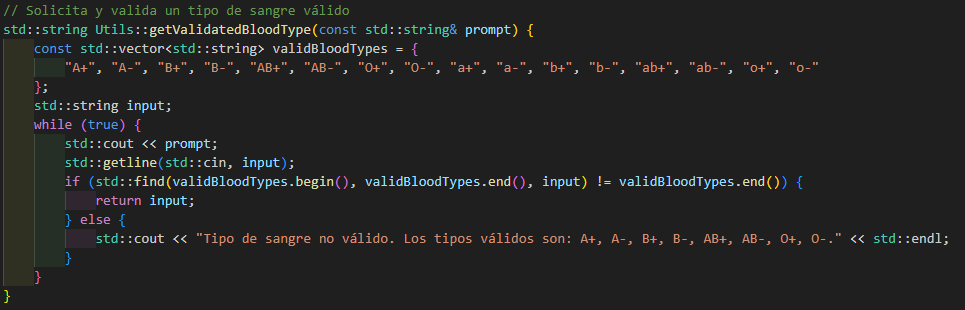 // Solicita y valida un tipo de sangre válido
std::string Utils::getValidatedBloodType(const std::string& prompt) {
    const std::vector<std::string> validBloodTypes = {
        "A+", "A-", "B+", "B-", "AB+", "AB-", "O+", "O-", "a+", "a-", "b+", "b-", "ab+", "ab-", "o+", "o-"
    };
    std::string input;
    while (true) {
        std::cout << prompt;
        std::getline(std::cin, input);
        if (std::find(validBloodTypes.begin(), validBloodTypes.end(), input) != validBloodTypes.end()) {
            return input;
        } else {
            std::cout << "Tipo de sangre no válido. Los tipos válidos son: A+, A-, B+, B-, AB+, AB-, O+, O-." << std::endl;
        }
    }
}